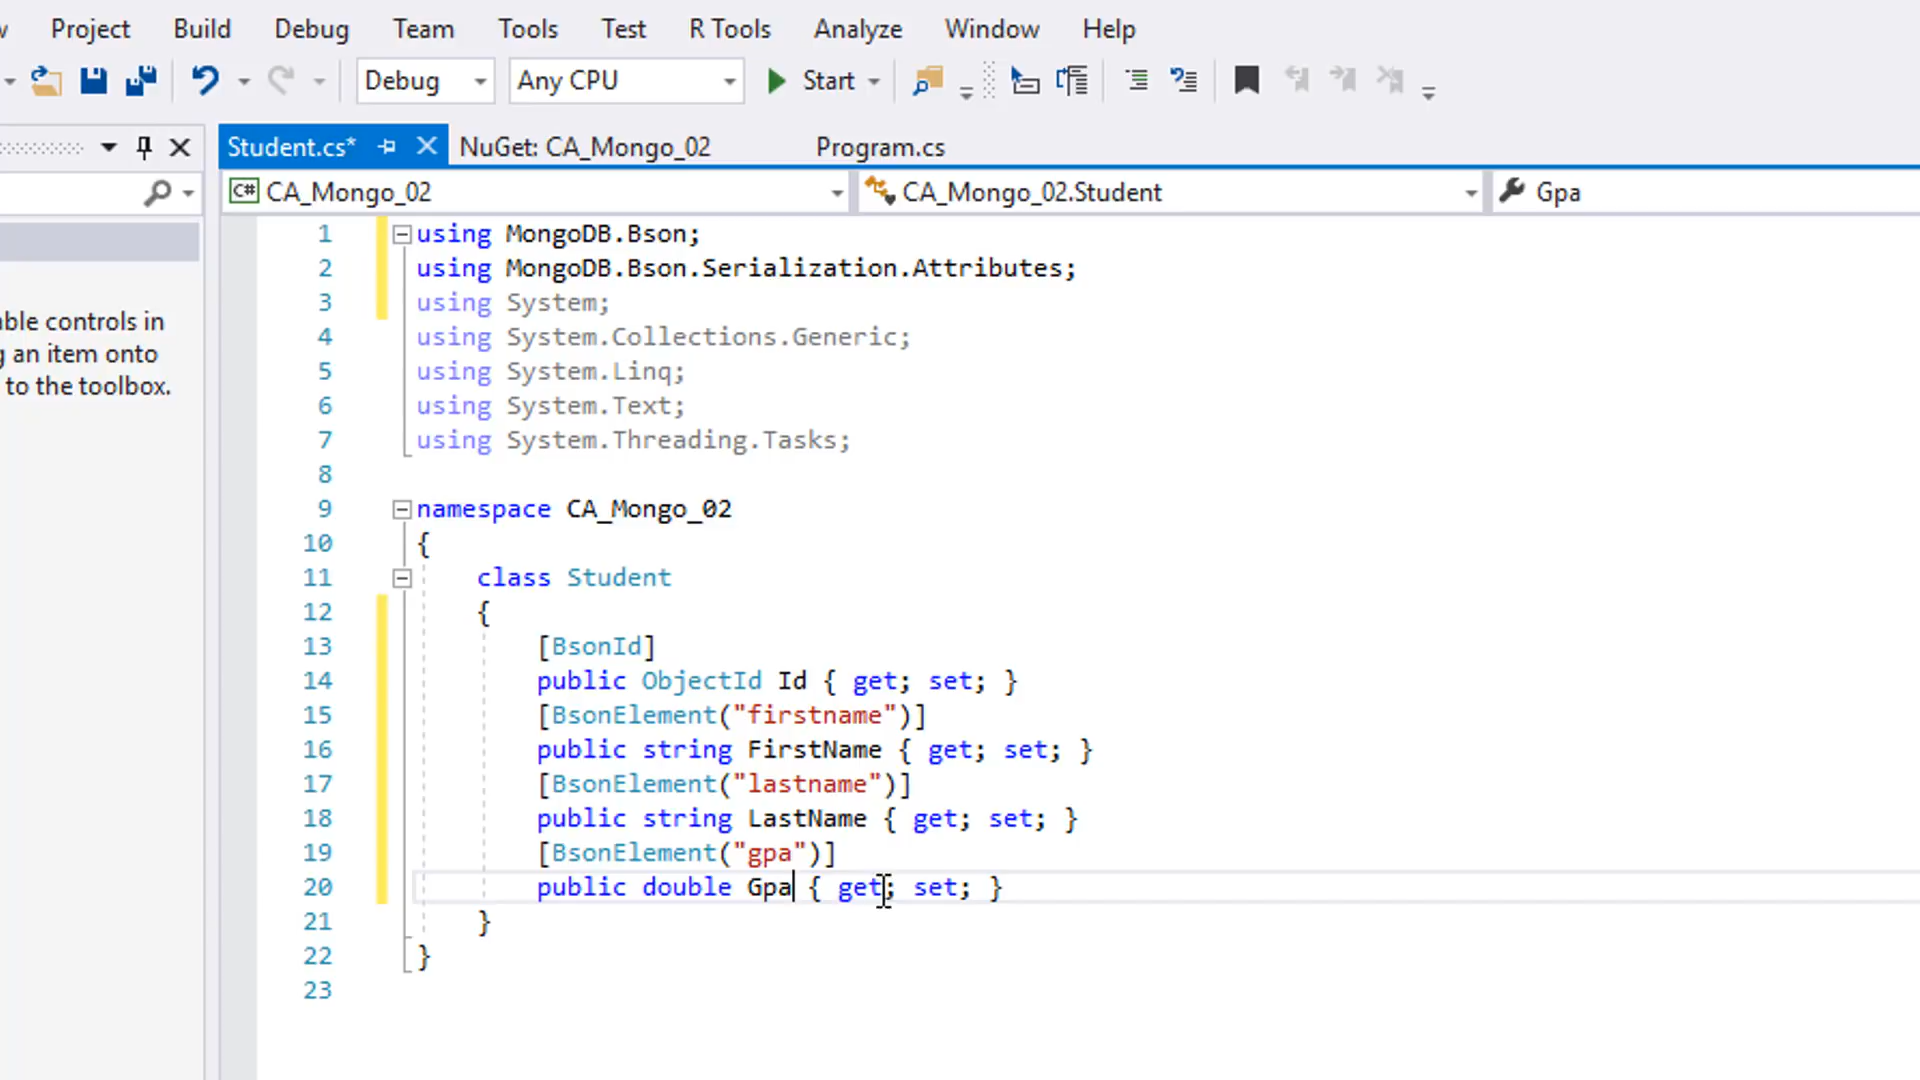 Project Build Debug Team Tools Test R Tools Analyze Window Help
Debug Any CPU Start
Student.cs* NuGet: CA_Mongo_02 Program.cs
C# CA_Mongo_02 CA_Mongo_02.Student Gpa
able controls in
g an item onto
to the toolbox.
1 using MongoDB.Bson;
2 using MongoDB.Bson.Serialization.Attributes;
3 using System;
4 using System.Collections.Generic;
5 using System.Linq;
6 using System.Text;
7 using System.Threading.Tasks;
8
9 namespace CA_Mongo_02
10 {
11 class Student
12 {
13 [BsonId]
14 public ObjectId Id { get; set; }
15 [BsonElement("firstname")]
16 public string FirstName { get; set; }
17 [BsonElement("lastname")]
18 public string LastName { get; set; }
19 [BsonElement("gpa")]
20 public double Gpa { get; set; }
21 }
22 }
23